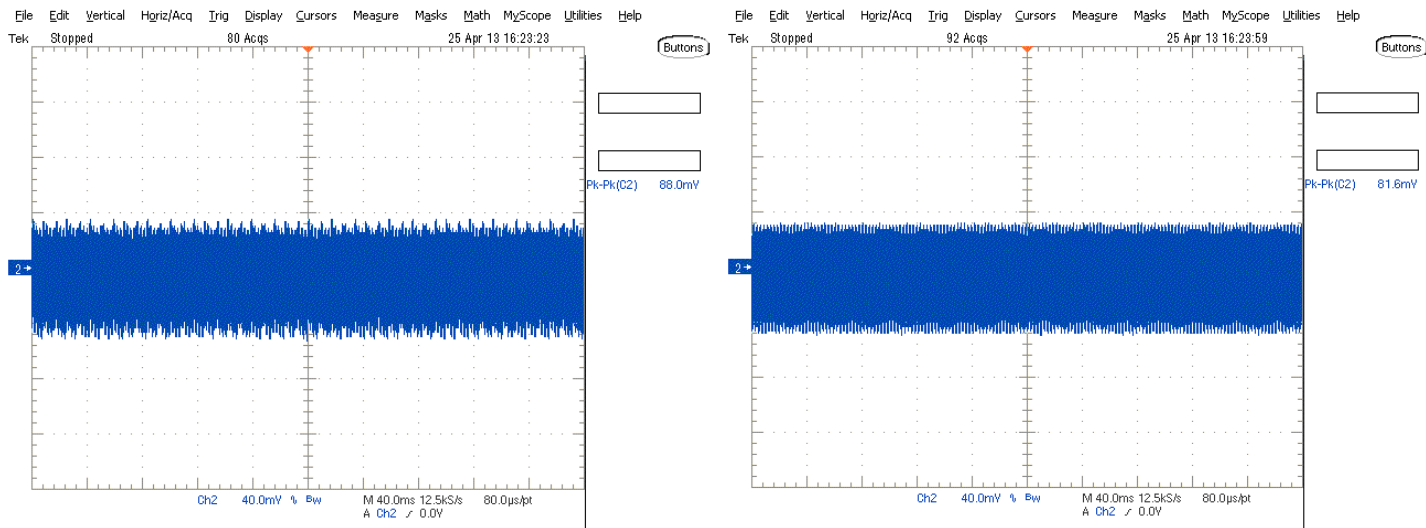 File Edit Vertical Horiz/Acq Trig Display Cursors Measure Masks Math MyScope Utilities Help
Tek Stopped 80 Acqs 25 Apr 13 16:23:23
Buttons
Pk-Pk(C2) 88.0mV
2
Ch2 40.0mV % Bw M 40.0ms 12.5kS/s 80.0µs/pt
A Ch2 / 0.0V
File Edit Vertical Horiz/Acq Trig Display Cursors Measure Masks Math MyScope Utilities Help
Tek Stopped 92 Acqs 25 Apr 13 16:23:59
Buttons
Pk-Pk(C2) 81.6mV
2
Ch2 40.0mV % Bw M 40.0ms 12.5kS/s 80.0µs/pt
A Ch2 / 0.0V